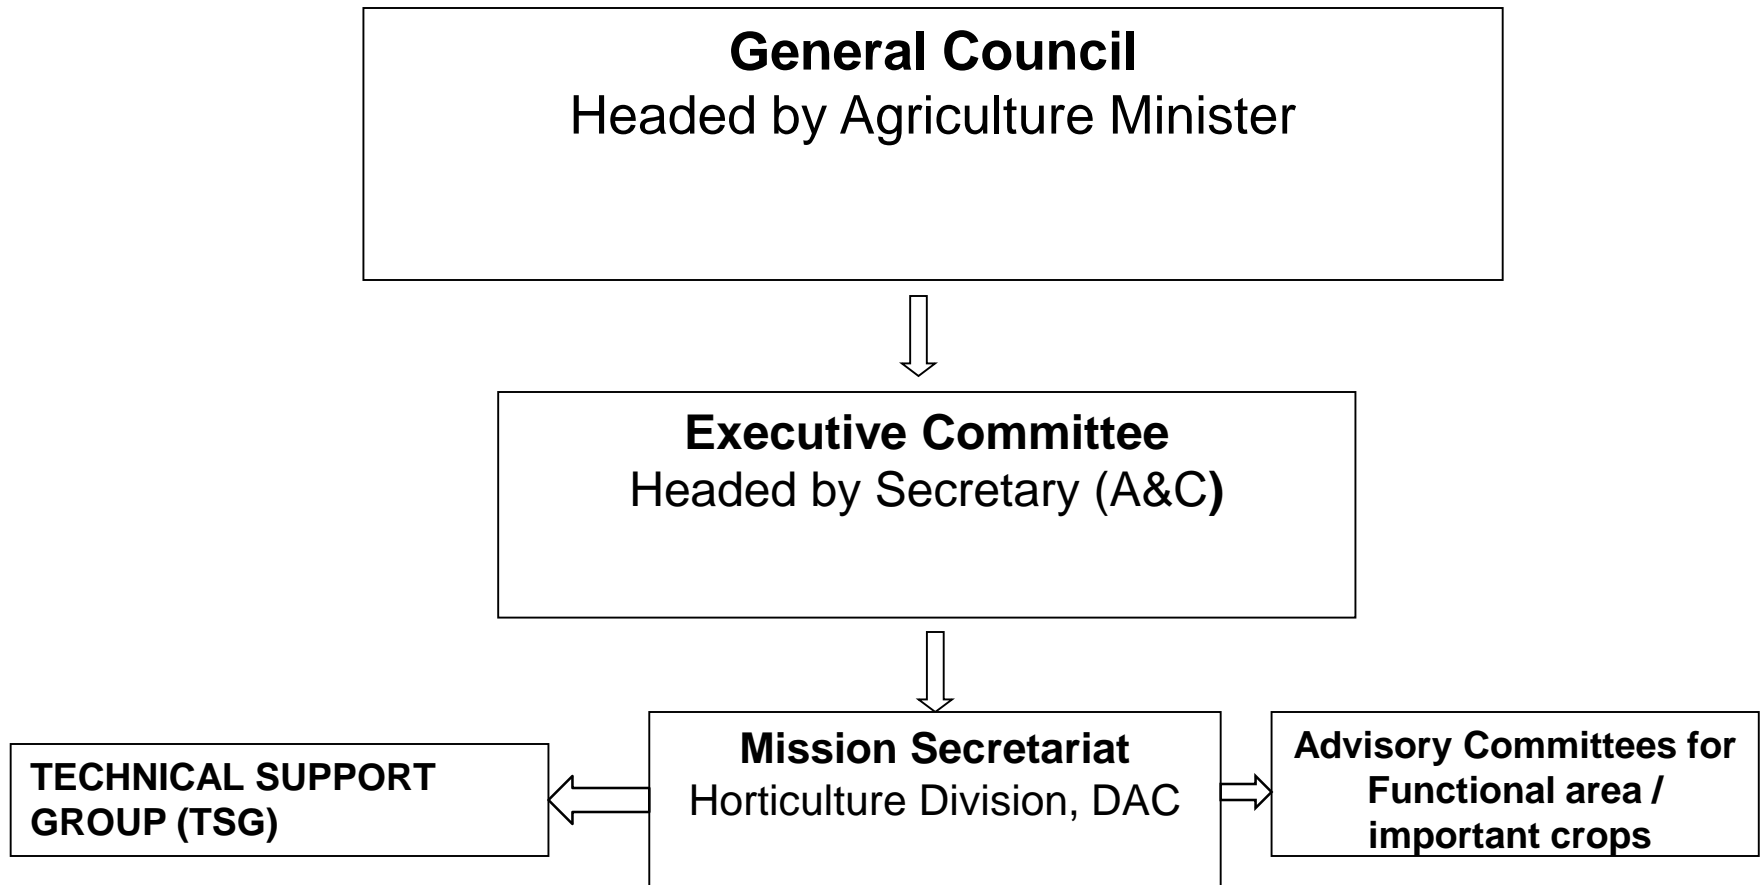 General Council
Headed by Agriculture Minister
Executive Committee
Headed by Secretary (A&C)
TECHNICAL SUPPORT
GROUP (TSG)
Mission Secretariat
Horticulture Division, DAC
Advisory Committees for
Functional area /
important crops